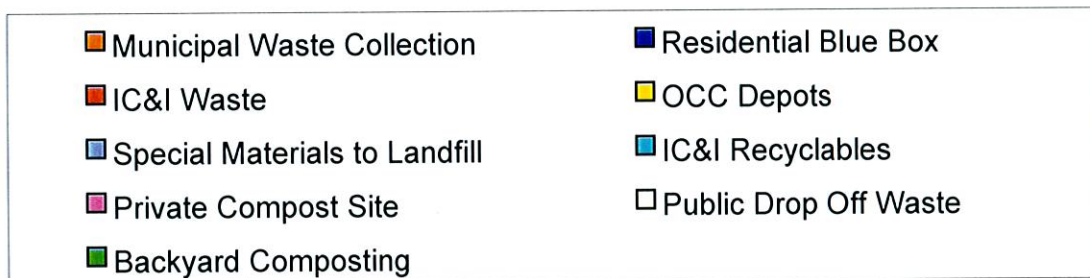 Municipal Waste Collection
IC&I Waste
Special Materials to Landfill
Private Compost Site
Backyard Composting
Residential Blue Box
OCC Depots
IC&I Recyclables
Public Drop Off Waste